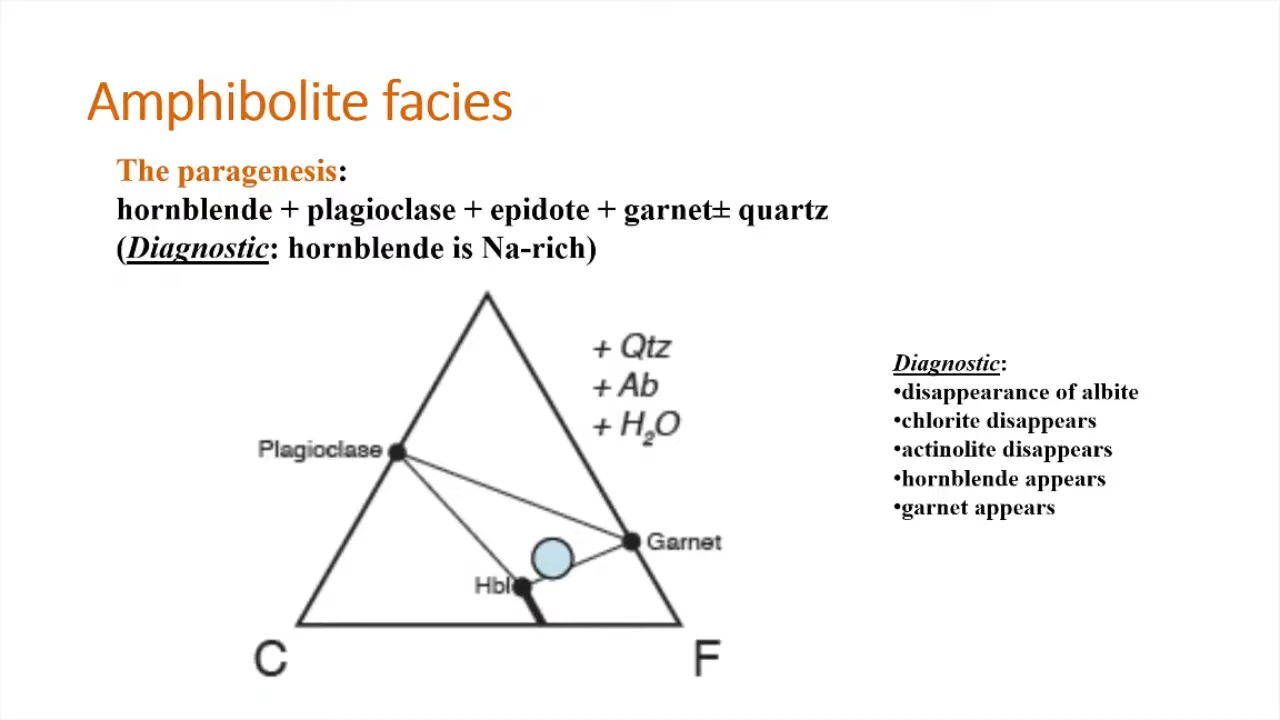 Amphibolite facies
The paragenesis:
hornblende + plagioclase + epidote + garnet± quartz
(Diagnostic: hornblende is Na-rich)
+ Qtz
+ Ab
+ H₂O
Plagioclase
Garnet
Hbl
C
F
Diagnostic:
•disappearance of albite
•chlorite disappears
•actinolite disappears
•hornblende appears
•garnet appears